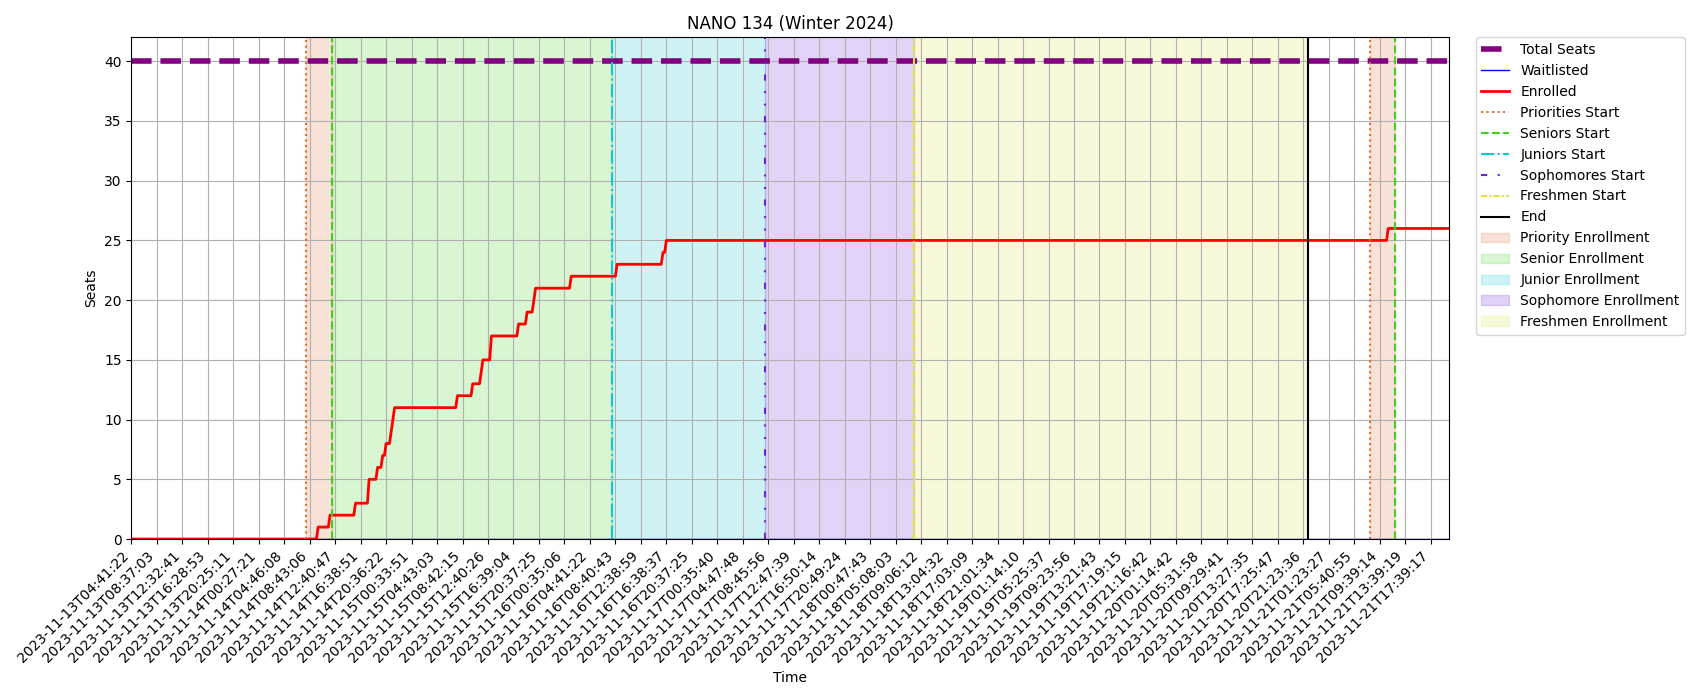 NANO 134 (Winter 2024)
40
35
30
25
20
15
10
5
0
Seats
2023-11-13T04:41:22
2023-11-13T08:37:03
2023-11-13T12:32:41
2023-11-13T16:28:53
2023-11-13T20:25:11
2023-11-14T00:27:21
2023-11-14T04:46:08
2023-11-14T08:43:06
2023-11-14T12:40:47
2023-11-14T16:38:51
2023-11-14T20:36:22
2023-11-15T00:33:51
2023-11-15T04:43:03
2023-11-15T08:42:15
2023-11-15T12:40:26
2023-11-15T16:39:04
2023-11-15T20:37:25
2023-11-16T00:35:06
2023-11-16T04:41:22
2023-11-16T08:40:43
2023-11-16T12:38:59
2023-11-16T16:38:37
2023-11-16T20:37:25
2023-11-17T00:35:40
2023-11-17T04:47:48
2023-11-17T08:45:56
2023-11-17T12:47:39
2023-11-17T16:50:14
2023-11-17T20:49:24
2023-11-18T00:47:43
2023-11-18T05:08:03
2023-11-18T09:06:12
2023-11-18T13:04:32
2023-11-18T17:03:09
2023-11-18T21:01:34
2023-11-19T01:14:10
2023-11-19T05:25:37
2023-11-19T09:23:56
2023-11-19T13:21:43
2023-11-19T17:19:15
2023-11-19T21:16:42
2023-11-20T01:14:42
2023-11-20T05:31:58
2023-11-20T09:29:41
2023-11-20T13:27:35
2023-11-20T17:25:47
2023-11-20T21:23:36
2023-11-21T01:23:27
2023-11-21T05:40:55
2023-11-21T09:39:14
2023-11-21T13:39:19
2023-11-21T17:39:17
Time
Total Seats
Waitlisted
Enrolled
Priorities Start
Seniors Start
Juniors Start
Sophomores Start
Freshmen Start
End
Priority Enrollment
Senior Enrollment
Junior Enrollment
Sophomore Enrollment
Freshmen Enrollment